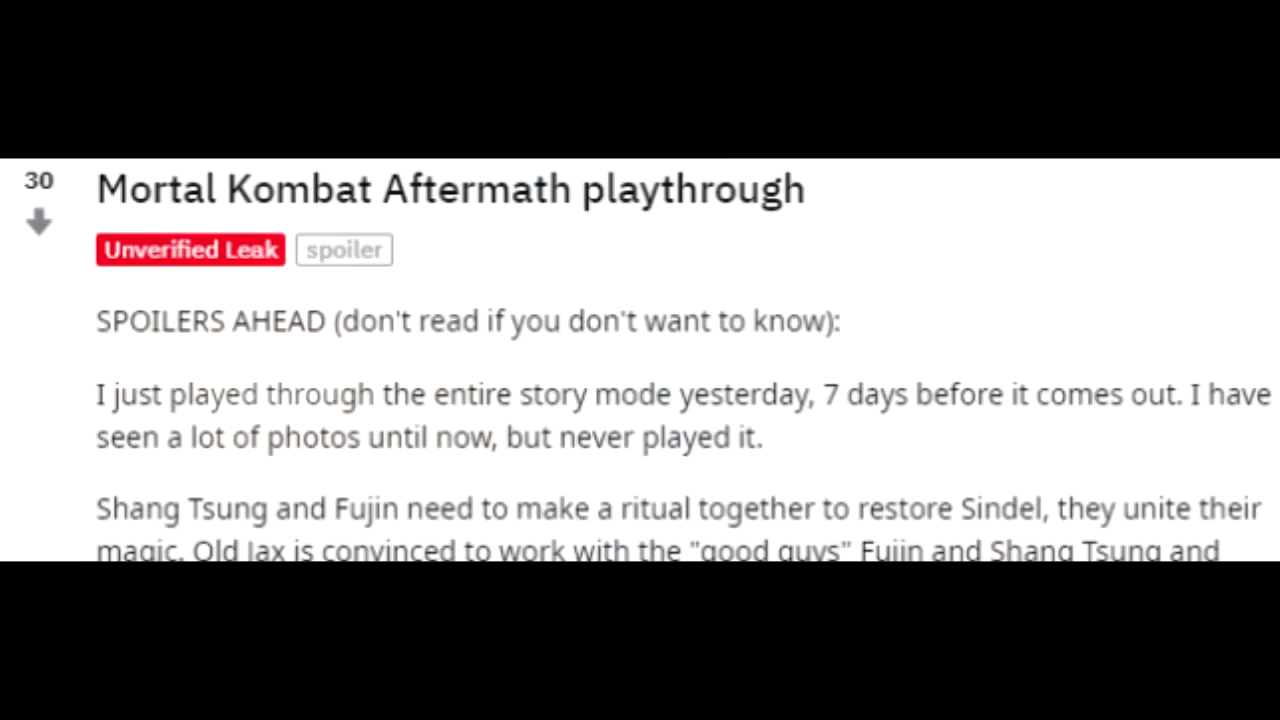 30
Mortal Kombat Aftermath playthrough
Unverified Leak spoiler
SPOILERS AHEAD (don't read if you don't want to know):
I just played through the entire story mode yesterday, 7 days before it comes out. I have
seen a lot of photos until now, but never played it.
Shang Tsung and Fujin need to make a ritual together to restore Sindel, they unite their
magic. Old Jax is convinced to work with the "good guys" Fujin and Shang Tsung and